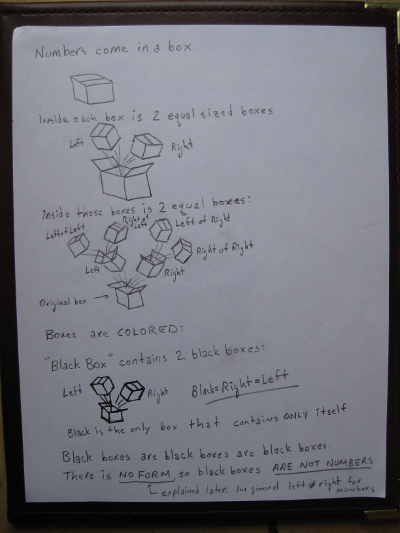 Numbers come in a box
Inside each box is 2 equal sized boxes
Left
Right
Inside those boxes is 2 equal boxes:
Left of Left
Right of Left
Left of Right
Right of Right
Left
Right
Original box
Boxes are COLORED:
"Black Box" contains 2 black boxes:
Left
Right
Black=Right=Left
Black is the only box that contains ONLY itself
Black boxes are black boxes are black boxes.
There is NO FORM, so black boxes ARE NOT NUMBERS
explained later. In general left ≠ right for
numbers